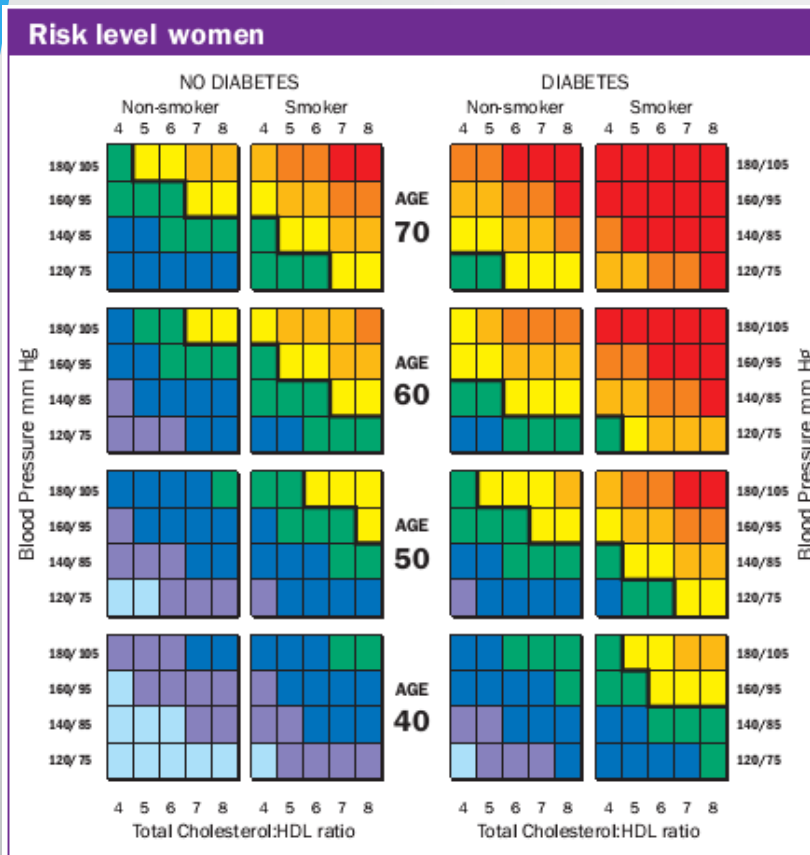 Risk level women
NO DIABETES
DIABETES
Non-smoker Smoker
Non-smoker Smoker
4 5 6 7 8 4 5 6 7 8
4 5 6 7 8 4 5 6 7 8
180/105 180/105
160/95 AGE 160/95
140/85 70 140/85
120/75 120/75
180/105 180/105
160/95 AGE 160/95
140/85 60 140/85
120/75 120/75
180/105 180/105
160/95 AGE 160/95
140/85 50 140/85
120/75 120/75
180/105 180/105
160/95 AGE 160/95
140/85 40 140/85
120/75 120/75
Blood Pressure mm Hg
Blood Pressure mm Hg
4 5 6 7 8 4 5 6 7 8
4 5 6 7 8 4 5 6 7 8
Total Cholesterol:HDL ratio
Total Cholesterol:HDL ratio